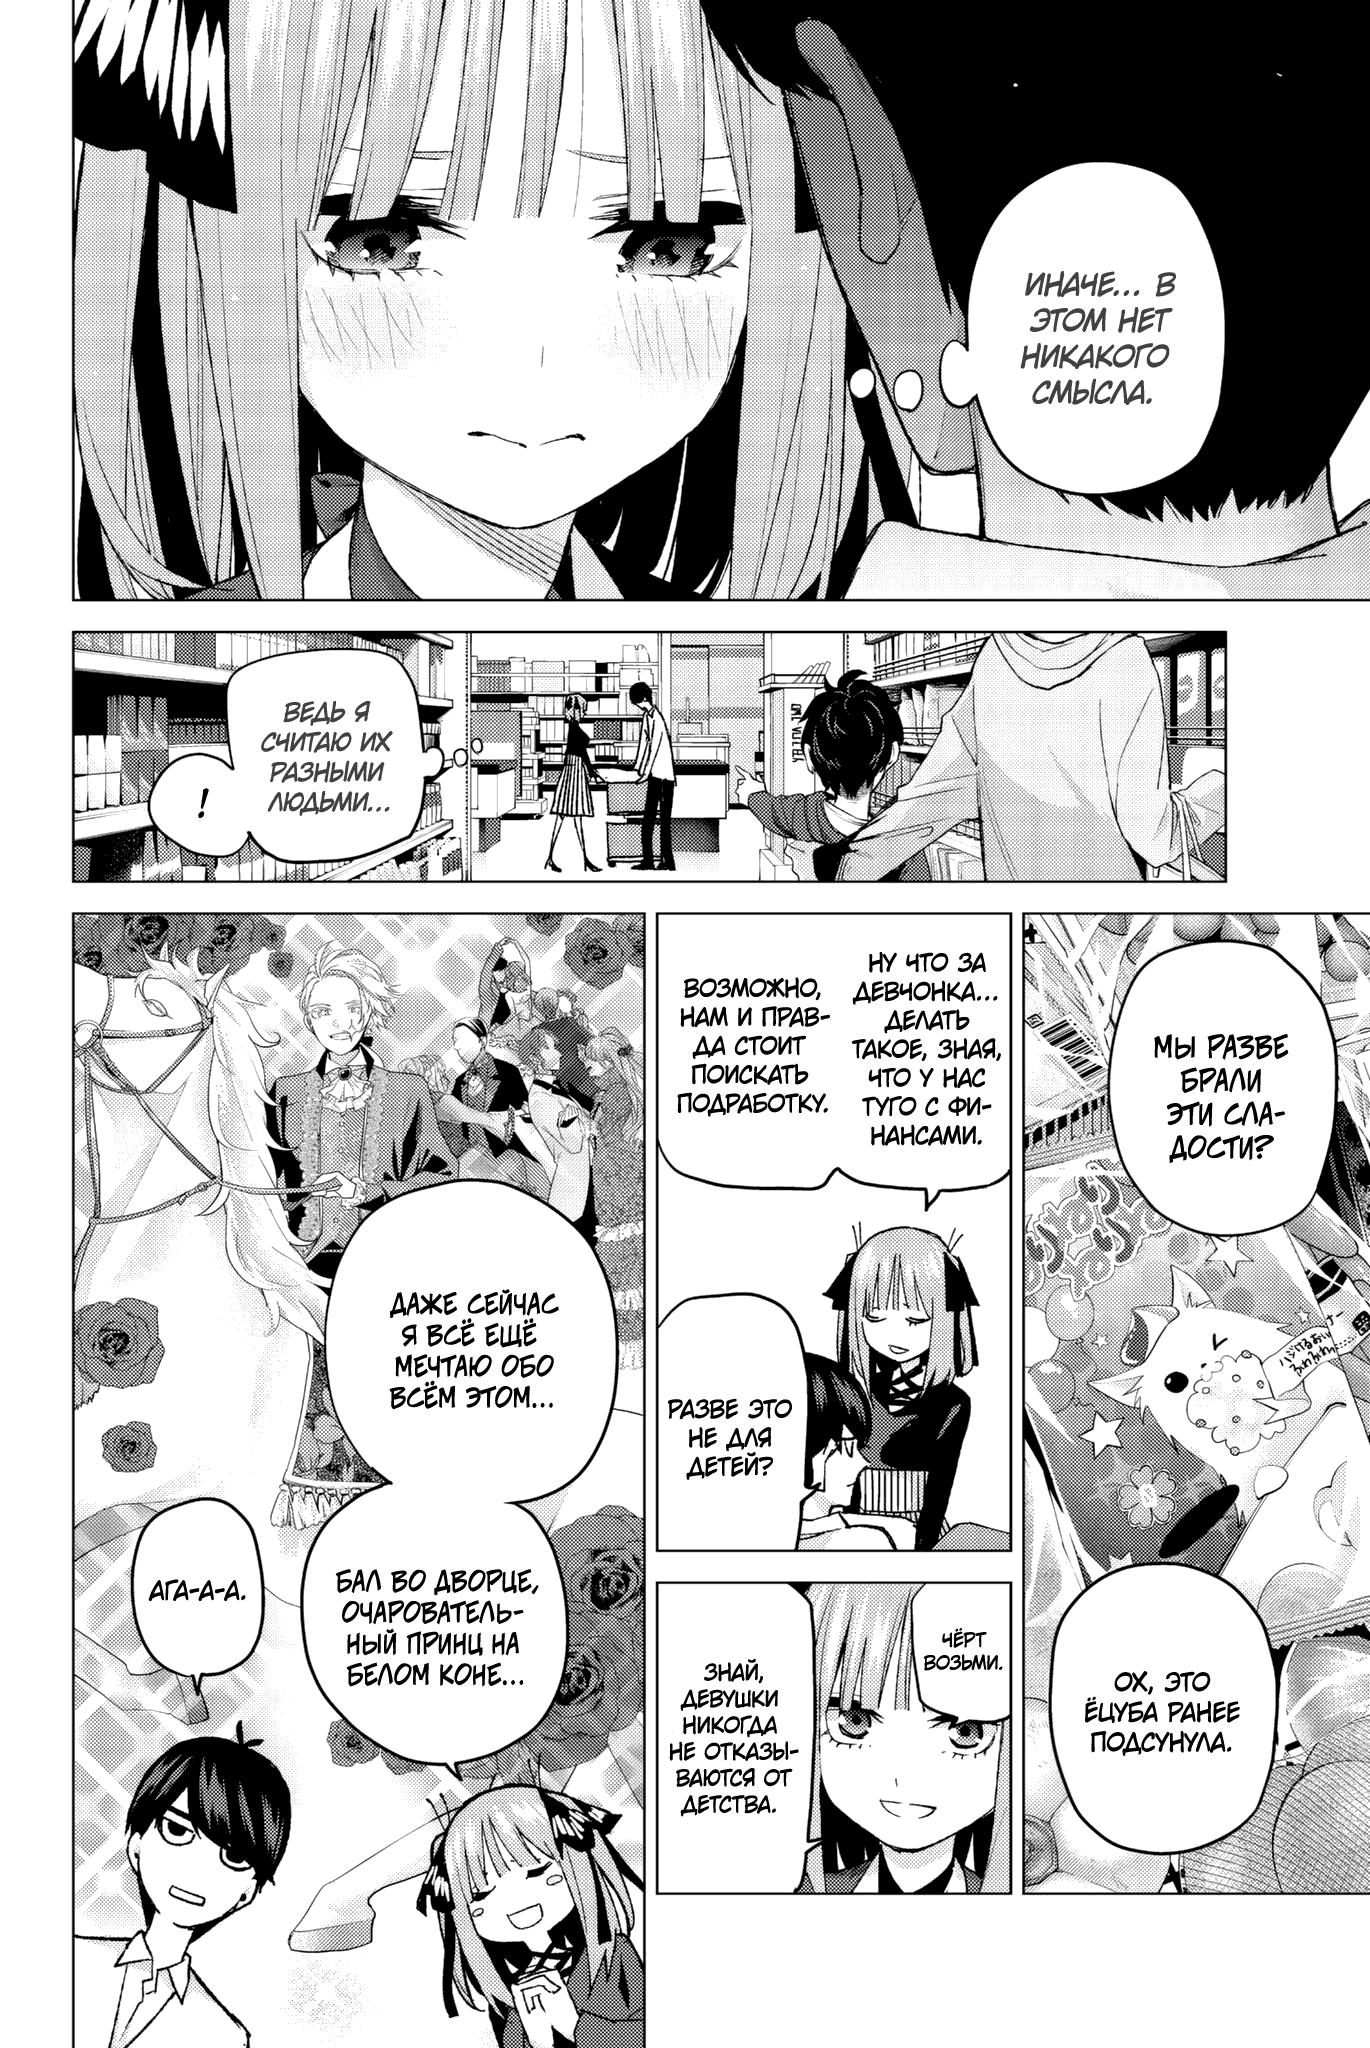 ИНАЧЕ... В
ЭТОМ НЕТ
НИКАКОГО
СМЫСЛА.
ВЕДЬ Я
СЧИТАЮ ИХ
РАЗНЫМИ
ЛЮДЬМИ...
!
МЫ РАЗВЕ
БРАЛИ
ЭТИ СЛА-
ДОСТИ?
ОХ, ЭТО
ЁЦУБА РАНЕЕ
ПОДСУНУЛА.
НУ ЧТО ЗА
ДЕВЧОНКА...
ДЕЛАТЬ
ТАКОЕ, ЗНАЯ,
ЧТО У НАС
ТУГО С ФИ-
НАНСАМИ.
ВОЗМОЖНО,
НАМ И ПРАВ-
ДА СТОИТ
ПОИСКАТЬ
ПОДРАБОТКУ.
РАЗВЕ ЭТО
НЕ ДЛЯ
ДЕТЕЙ?
ЧЁРТ
ВОЗЬМИ.
ЗНАЙ,
ДЕВУШКИ
НИКОГДА
НЕ ОТКАЗЫ-
ВАЮТСЯ ОТ
ДЕТСТВА.
ДАЖЕ СЕЙЧАС
Я ВСЁ ЕЩЁ
МЕЧТАЮ ОБО
ВСЁМ ЭТОМ...
БАЛ ВО ДВОРЦЕ,
ОЧАРОВАТЕЛЬ-
НЫЙ ПРИНЦ НА
БЕЛОМ КОНЕ...
АГА-А-А.